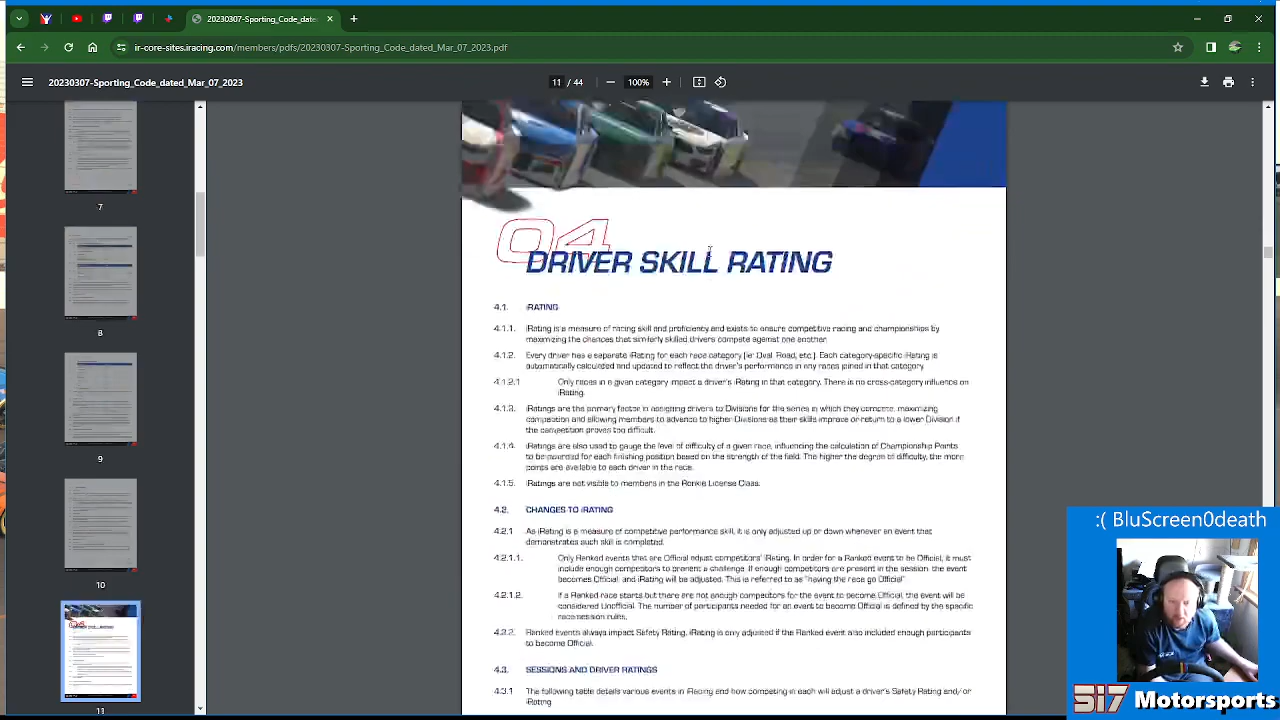 20230307-Sporting_Code_date
ir-core-sites.iracing.com/members/pdfs/20230307-Sporting_Code_dated_Mar_07_2023.pdf
20230307-Sporting_Code_dated_Mar_07_2023
11 / 44
100%
7
8
9
10
11
04
DRIVER SKILL RATING
4.1. iRATING
4.1.1. iRating is a measure of racing skill and proficiency and exists to ensure competitive racing and championships by
maximizing the chances that similarly skilled drivers compete against one another.
4.1.2. Every driver has a separate iRating for each race category (ie: Oval, Road, etc.). Each category-specific iRating is
automatically calculated and updated to reflect the driver's performance in any races joined in that category.
4.1.2.1 Only races in a given category impact a driver's iRating in that category. There is no cross-category influence on
iRating.
4.1.3. iRatings are the primary factor in assigning drivers to Divisions for the series in which they compete, maximizing
competition and allowing members to advance to higher Divisions as their skills improve or return to a lower Division if
the competition proves too difficult.
4.1.4. iRatings are also used to gauge the level of difficulty of a given race, influencing the calculation of Championship Points
to be awarded for each finishing position based on the strength of the field. The higher the degree of difficulty, the more
points are available to each driver in the race.
4.1.5. iRatings are not visible to members in the Rookie License Class.
4.2. CHANGES TO iRATING
4.2.1 As iRating is a measure of competitive performance skill, it is only adjusted up or down whenever an event that
demonstrates such skill is completed.
4.2.1.1. Only Ranked events that are Official adjust competitors' iRating. In order for a Ranked event to be Official, it must
include enough competitors to present a challenge. If enough competitors are present in the session, the event
becomes Official, and iRating will be adjusted. This is referred to as "having the race go Official"
4.2.1.2. If a Ranked race starts but there are not enough competitors for the event to become Official, the event will be
considered Unofficial. The number of participants needed for an event to become Official is defined by the specific
race session rules.
4.2.2. Ranked events always impact Safety Rating. iRating is only adjusted if the Ranked event also included enough participants
to become Official.
4.3. SESSIONS AND DRIVER RATINGS
4.3.1 The following table details various events in iRacing and how competing in each will adjust a driver's Safety Rating and/or
iRating
:( BluScreen0death
Motorsports